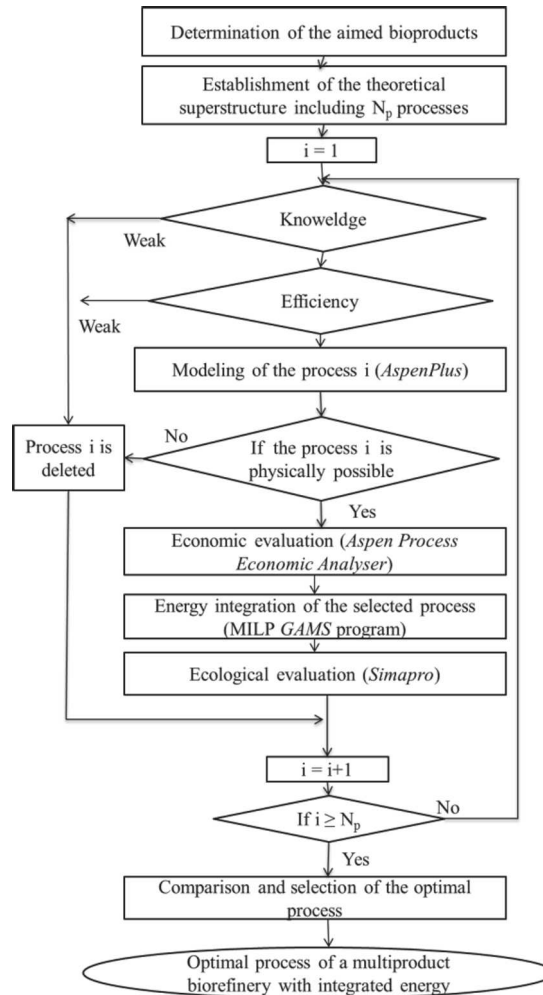 Determination of the aimed bioproducts
Establishment of the theoretical
superstructure including Np processes
i = 1
Knoweldge
Weak
Efficiency
Weak
Modeling of the process i (AspenPlus)
No
If the process i is
physically possible
Process i is
deleted
Yes
Economic evaluation (Aspen Process
Economic Analyser)
Energy integration of the selected process
(MILP GAMS program)
Ecological evaluation (Simapro)
i = i+1
If i ≥ Np
No
Yes
Comparison and selection of the optimal
process
Optimal process of a multiproduct
biorefinery with integrated energy